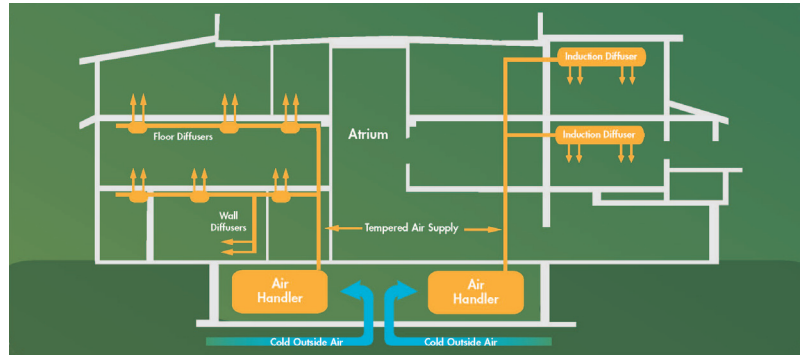 Induction Diffuser
Floor Diffusers
Atrium
Induction Diffuser
Wall
Diffusers
Tempered Air Supply
Air
Handler
Air
Handler
Cold Outside Air
Cold Outside Air